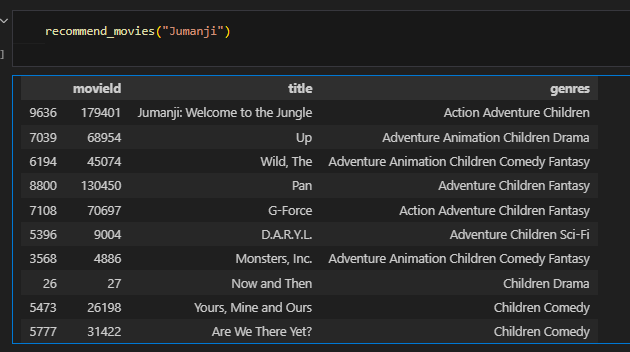 recommend_movies("Jumanji")
]
movieId title genres
9636 179401 Jumanji: Welcome to the Jungle Action Adventure Children
7039 68954 Up Adventure Animation Children Drama
6194 45074 Wild, The Adventure Animation Children Comedy Fantasy
8800 130450 Pan Adventure Children Fantasy
7108 70697 G-Force Action Adventure Children Fantasy
5396 9004 D.A.R.Y.L. Adventure Children Sci-Fi
3568 4886 Monsters, Inc. Adventure Animation Children Comedy Fantasy
26 27 Now and Then Children Drama
5473 26198 Yours, Mine and Ours Children Comedy
5777 31422 Are We There Yet? Children Comedy